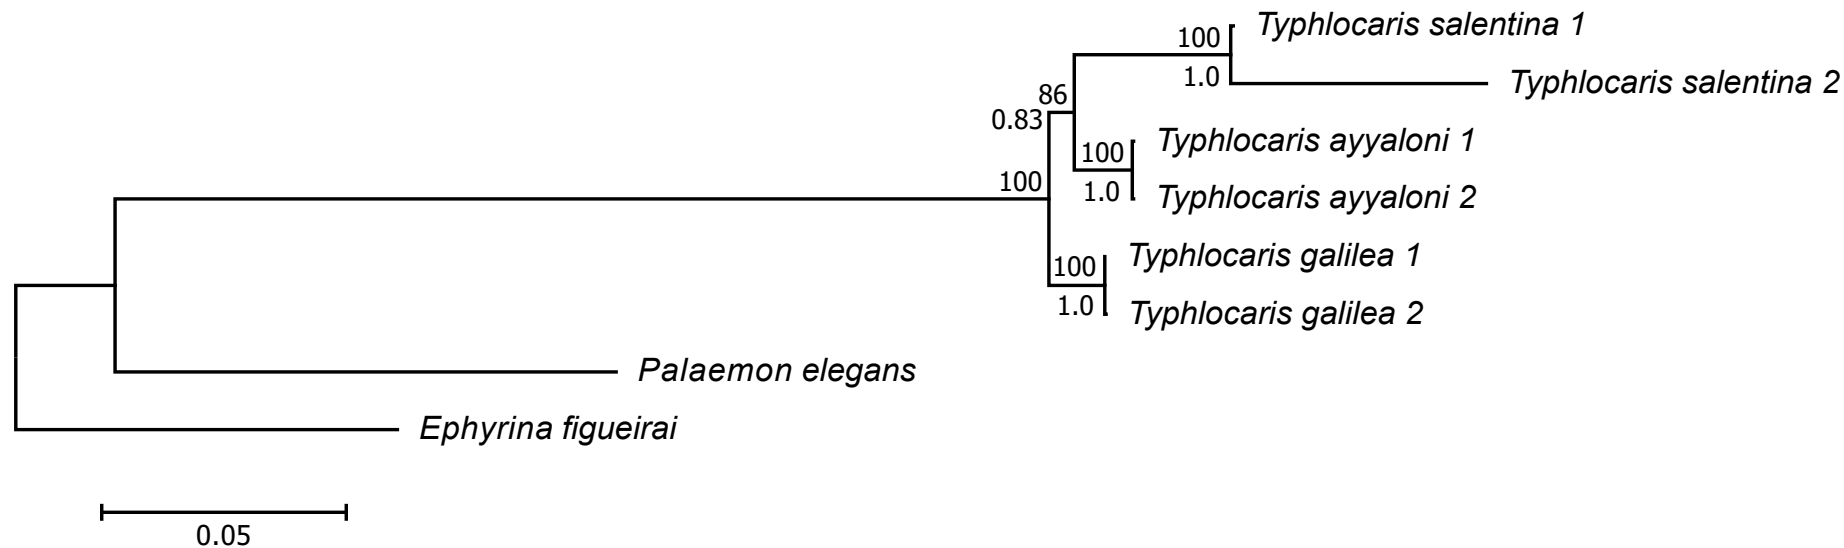 Typhlocaris salentina 1
100
1.0
Typhlocaris salentina 2
86
0.83
Typhlocaris ayyaloni 1
100
1.0
Typhlocaris ayyaloni 2
100
Typhlocaris galilea 1
100
1.0
Typhlocaris galilea 2
Palaemon elegans
Ephyrina figueirai
0.05